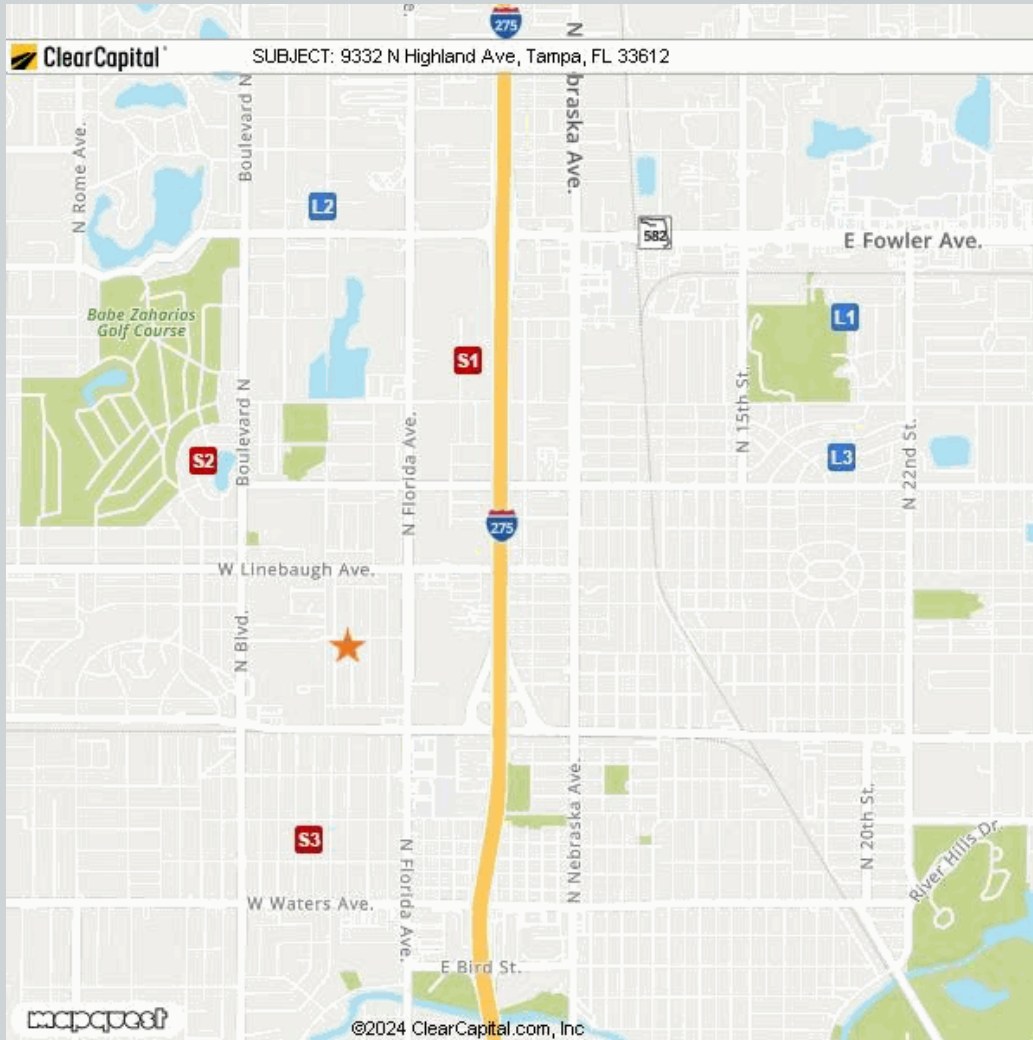 275
N Nebraska Ave.
ClearCapital®
SUBJECT: 9332 N Highland Ave, Tampa, FL 33612
N Rome Ave.
Boulevard N
L2
582
E Fowler Ave.
Babe Zaharias
Golf Course
L1
S1
N 15th St.
Boulevard N
N Florida Ave.
S2
L3
N 22nd St.
275
W Linebaugh Ave.
N Blvd.
N Nebraska Ave.
N 20th St.
S3
N Florida Ave.
River Hills Dr.
W Waters Ave.
E Bird St.
mapquest
©2024 ClearCapital.com, Inc